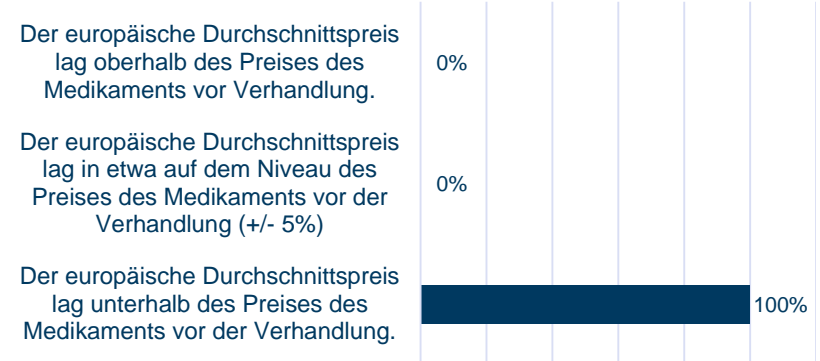 Der europäische Durchschnittspreis
lag oberhalb des Preises des
Medikaments vor Verhandlung.
0%
Der europäische Durchschnittspreis
lag in etwa auf dem Niveau des
Preises des Medikaments vor der
Verhandlung (+/- 5%)
0%
Der europäische Durchschnittspreis
lag unterhalb des Preises des
Medikaments vor der Verhandlung.
100%